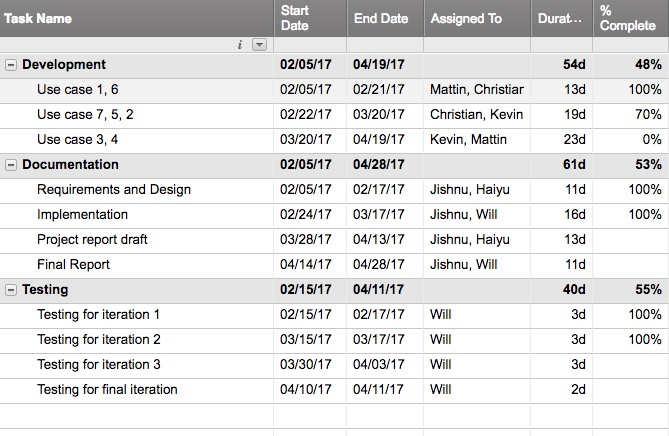 Task Name Start Date End Date Assigned To Durat... % Complete
i
Development 02/05/17 04/19/17 54d 48%
Use case 1, 6 02/05/17 02/21/17 Mattin, Christiar 13d 100%
Use case 7, 5, 2 02/22/17 03/20/17 Christian, Kevin 19d 70%
Use case 3, 4 03/20/17 04/19/17 Kevin, Mattin 23d 0%
Documentation 02/05/17 04/28/17 61d 53%
Requirements and Design 02/05/17 02/17/17 Jishnu, Haiyu 11d 100%
Implementation 02/24/17 03/17/17 Jishnu, Will 16d 100%
Project report draft 03/28/17 04/13/17 Jishnu, Haiyu 13d
Final Report 04/14/17 04/28/17 Jishnu, Will 11d
Testing 02/15/17 04/11/17 40d 55%
Testing for iteration 1 02/15/17 02/17/17 Will 3d 100%
Testing for iteration 2 03/15/17 03/17/17 Will 3d 100%
Testing for iteration 3 03/30/17 04/03/17 Will 3d
Testing for final iteration 04/10/17 04/11/17 Will 2d